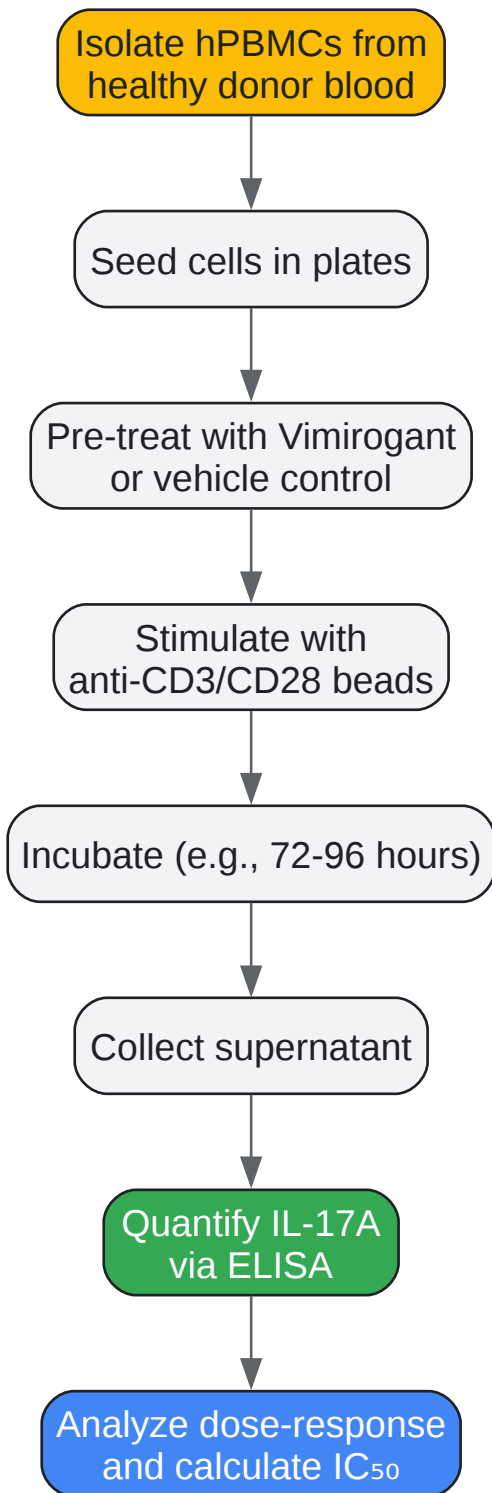 Isolate hPBMCs from
healthy donor blood
Seed cells in plates
Pre-treat with Vimirogant
or vehicle control
Stimulate with
anti-CD3/CD28 beads
Incubate (e.g., 72-96 hours)
Collect supernatant
Quantify IL-17A
via ELISA
Analyze dose-response
and calculate IC₅₀